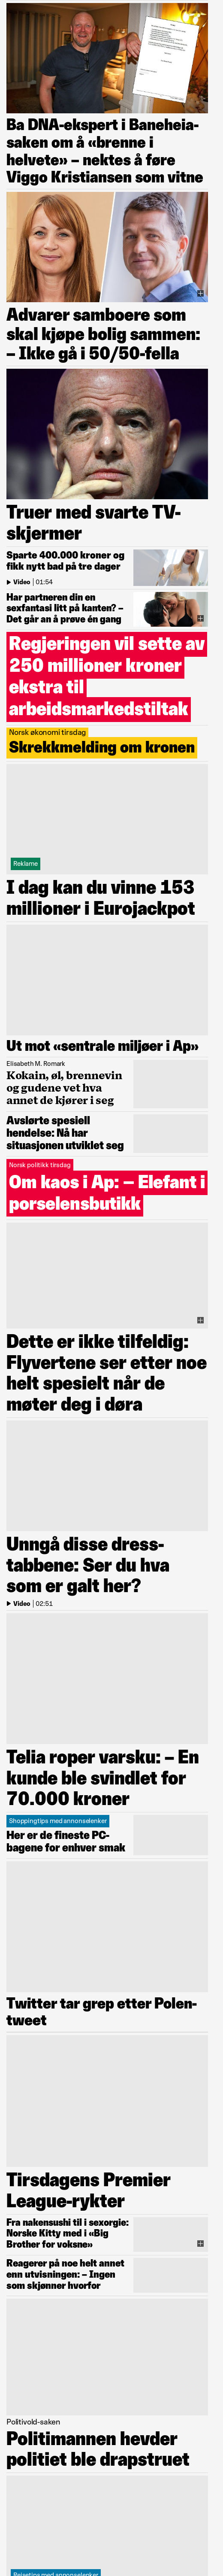 Ba DNA-ekspert i Baneheia-
saken om å «brenne i
helvete» – nektes å føre
Viggo Kristiansen som vitne
Advarer samboere som
skal kjøpe bolig sammen:
– Ikke gå i 50/50-fella
Truer med svarte TV-
skjermer
Sparte 400.000 kroner og
fikk nytt bad på tre dager
Video | 01:54
Har partneren din en
sexfantasi litt på kanten? –
Det går an å prøve én gang
Regjeringen vil sette av
250 millioner kroner
ekstra til
arbeidsmarkedstiltak
Norsk økonomi tirsdag
Skrekkmelding om kronen
Reklame
I dag kan du vinne 153
millioner i Eurojackpot
Ut mot «sentrale miljøer i Ap»
Elisabeth M. Romark
Kokain, øl, brennevin
og gudene vet hva
annet de kjører i seg
Avslørte spesiell
hendelse: Nå har
situasjonen utviklet seg
Norsk politikk tirsdag
Om kaos i Ap: – Elefant i
porselensbutikk
Dette er ikke tilfeldig:
Flyvertene ser etter noe
helt spesielt når de
møter deg i døra
Unngå disse dress-
tabbene: Ser du hva
som er galt her?
Video | 02:51
Telia roper varsku: – En
kunde ble svindlet for
70.000 kroner
Shoppingtips med annonselenker
Her er de fineste PC-
bagene for enhver smak
Twitter tar grep etter Polen-
tweet
Tirsdagens Premier
League-rykter
Fra nakensushi til i sexorgie:
Norske Kitty med i «Big
Brother for voksne»
Reagerer på noe helt annet
enn utvisningen: – Ingen
som skjønner hvorfor
Politivold-saken
Politimannen hevder
politiet ble drapstruet
Reisetips med annonselenker